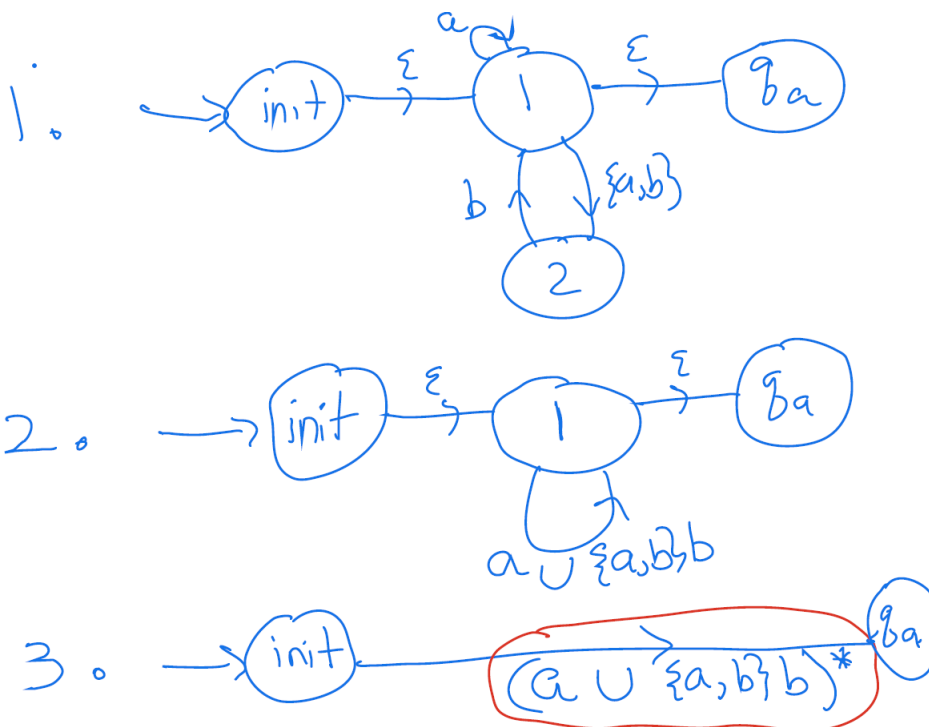 1. init ε a 1 ε qa
b {a,b}
2
2. init ε 1 ε qa
a ∪ {a,b}b
3. init (a ∪ {a,b}b)* qa